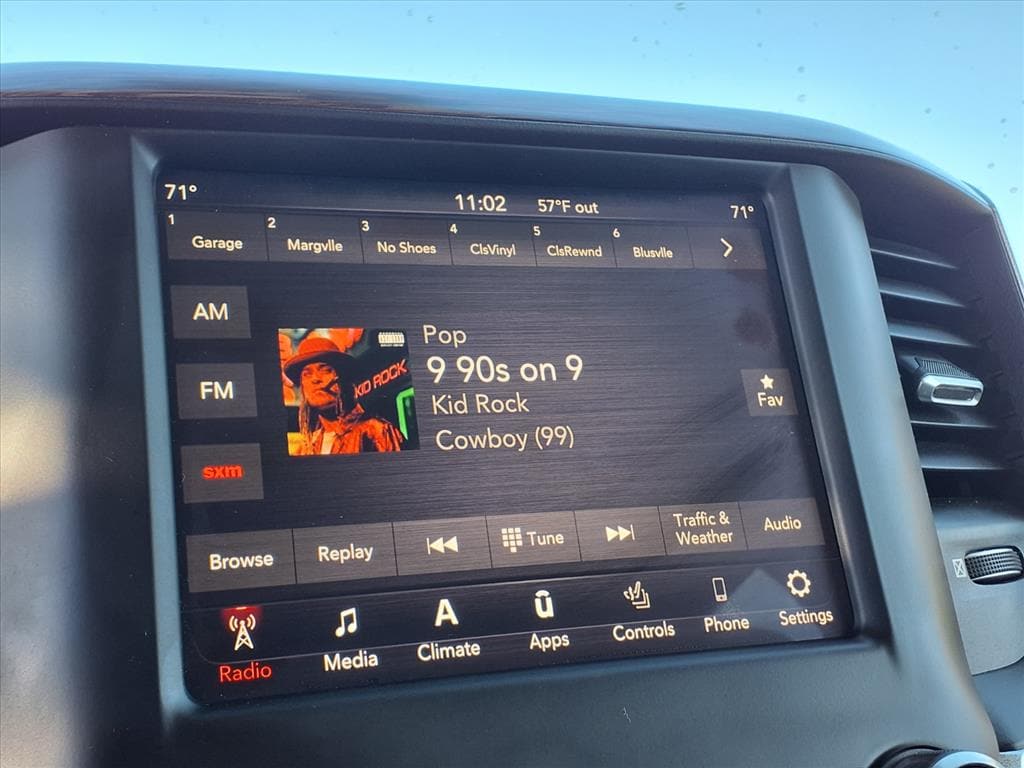 71° 11:02 57°F out 71°
1 Garage 2 Margvlle 3 No Shoes 4 ClsVinyl 5 ClsRewnd 6 Blusvlle
AM
FM
sxm
KID ROCK
Pop
9 90s on 9
Kid Rock
Cowboy (99)
Fav
Browse Replay Tune Traffic & Weather Audio
Radio Media Climate Apps Controls Phone Settings